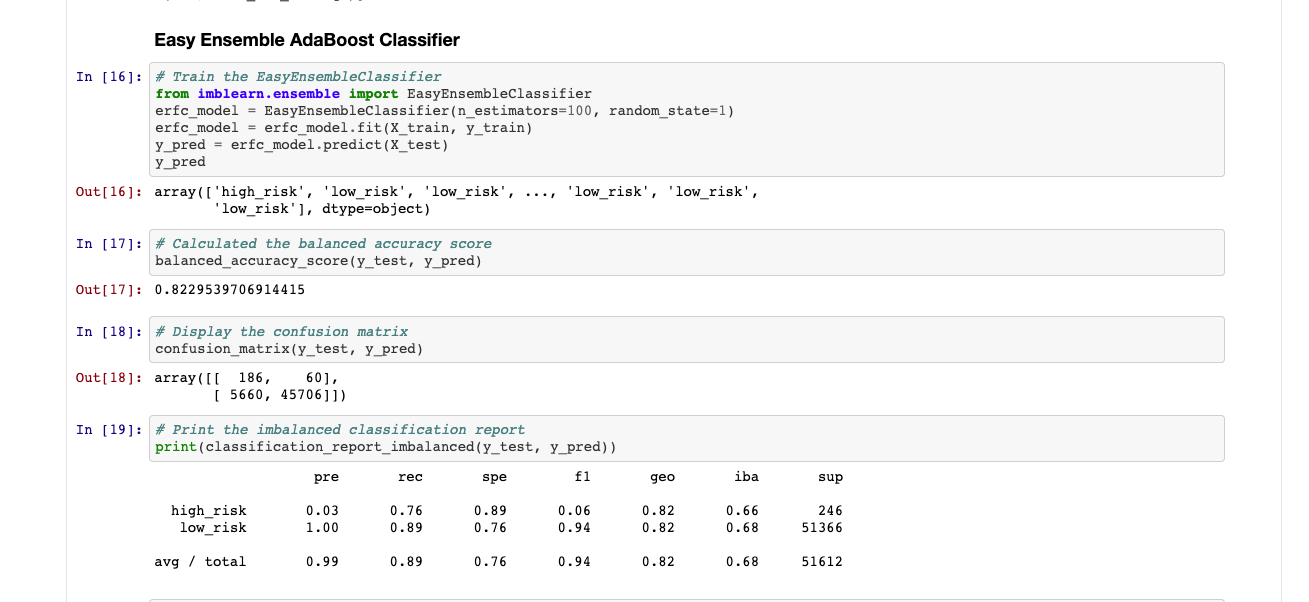 Easy Ensemble AdaBoost Classifier
In [16]: # Train the EasyEnsembleClassifier
from imblearn.ensemble import EasyEnsembleClassifier
erfc_model = EasyEnsembleClassifier(n_estimators=100, random_state=1)
erfc_model = erfc_model.fit(X_train, y_train)
y_pred = erfc_model.predict(X_test)
y_pred
Out[16]: array(['high_risk', 'low_risk', 'low_risk', ..., 'low_risk', 'low_risk',
'low_risk'], dtype=object)
In [17]: # Calculated the balanced accuracy score
balanced_accuracy_score(y_test, y_pred)
Out[17]: 0.8229539706914415
In [18]: # Display the confusion matrix
confusion_matrix(y_test, y_pred)
Out[18]: array([[ 186, 60],
[ 5660, 45706]])
In [19]: # Print the imbalanced classification report
print(classification_report_imbalanced(y_test, y_pred))
pre rec spe f1 geo iba sup
high_risk 0.03 0.76 0.89 0.06 0.82 0.66 246
low_risk 1.00 0.89 0.76 0.94 0.82 0.68 51366
avg / total 0.99 0.89 0.76 0.94 0.82 0.68 51612